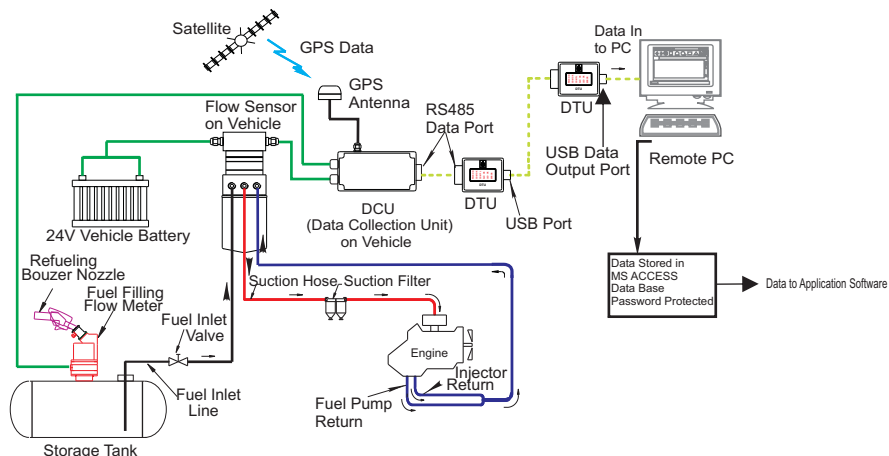 Satellite
GPS Data
GPS
Antenna
Flow Sensor
on Vehicle
RS485
Data Port
Data In
to PC
DTU
USB Data
Output Port
Remote PC
DTU
USB Port
DCU
(Data Collection Unit)
on Vehicle
24V Vehicle Battery
Refueling
Bouzer Nozzle
Fuel Filling
Flow Meter
Suction Hose
Suction Filter
Data Stored in
MS ACCESS
Data Base
Password Protected
Data to Application Software
Fuel Inlet
Valve
Engine
Injector
Return
Fuel Pump
Return
Fuel Inlet
Line
Storage Tank